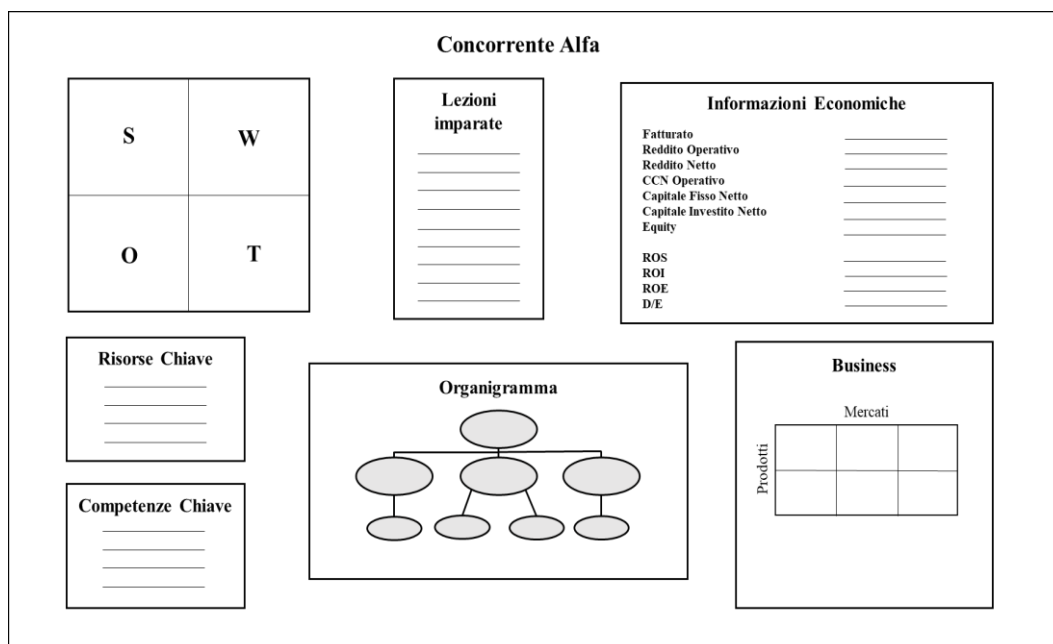 Concorrente Alfa
S
W
O
T
Lezioni
imparate
Informazioni Economiche
Fatturato
Reddito Operativo
Reddito Netto
CCN Operativo
Capitale Fisso Netto
Capitale Investito Netto
Equity
ROS
ROI
ROE
D/E
Risorse Chiave
Competenze Chiave
Organigramma
Business
Mercati
Prodotti